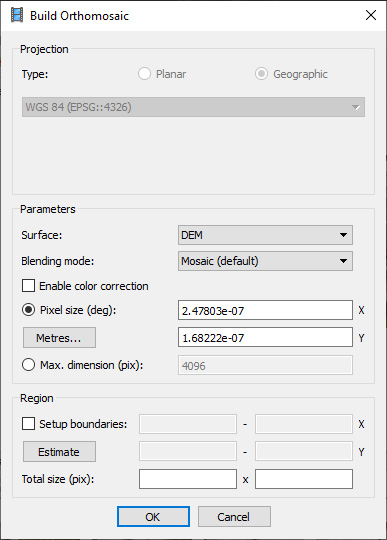 Build Orthomosaic
Projection
Type: Planar Geographic
WGS 84 (EPSG::4326)
Parameters
Surface: DEM
Blending mode: Mosaic (default)
Enable color correction
Pixel size (deg): 2.47803e-07 X
Metres... 1.68222e-07 Y
Max. dimension (pix): 4096
Region
Setup boundaries: - X
Estimate - Y
Total size (pix): x
OK Cancel